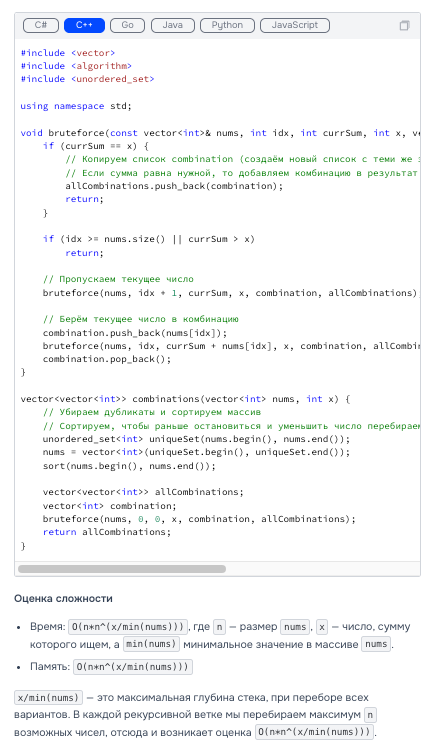 C# C++ Go Java Python JavaScript
#include <vector>
#include <algorithm>
#include <unordered_set>
using namespace std;
void bruteforce(const vector<int>& nums, int idx, int currSum, int x, ve
if (currSum == x) {
// Копируем список combination (создаём новый список с теми же
// Если сумма равна нужной, то добавляем комбинацию в результат
allCombinations.push_back(combination);
return;
}
if (idx >= nums.size() || currSum > x)
return;
// Пропускаем текущее число
bruteforce(nums, idx + 1, currSum, x, combination, allCombinations)
// Берём текущее число в комбинацию
combination.push_back(nums[idx]);
bruteforce(nums, idx, currSum + nums[idx], x, combination, allCombin
combination.pop_back();
}
vector<vector<int>> combinations(vector<int> nums, int x) {
// Убираем дубликаты и сортируем массив
// Сортируем, чтобы раньше остановиться и уменьшить число перебираем
unordered_set<int> uniqueSet(nums.begin(), nums.end());
nums = vector<int>(uniqueSet.begin(), uniqueSet.end());
sort(nums.begin(), nums.end());
vector<vector<int>> allCombinations;
vector<int> combination;
bruteforce(nums, 0, 0, x, combination, allCombinations);
return allCombinations;
}
Оценка сложности
• Время: O(n*n^(x/min(nums))), где n — размер nums, x — число, сумму
которого ищем, а min(nums) минимальное значение в массиве nums.
• Память: O(n*n^(x/min(nums)))
x/min(nums) — это максимальная глубина стека, при переборе всех
вариантов. В каждой рекурсивной ветке мы перебираем максимум n
возможных чисел, отсюда и возникает оценка O(n*n^(x/min(nums))).